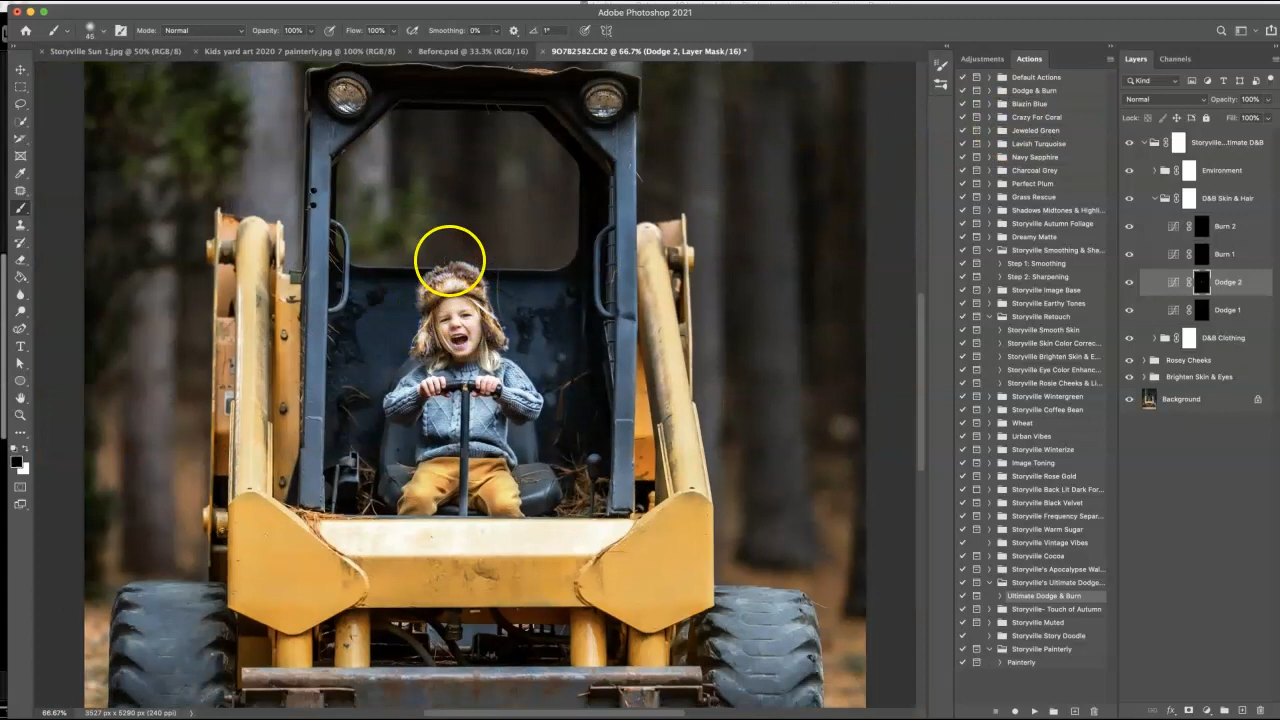 Adobe Photoshop 2021
45 Mode: Normal Opacity: 100% Flow: 100% Smoothing: 0% 1°
Storyville Sun 1.jpg @ 50% (RGB/8) Kids yard art 2020 7 painterly.jpg @ 100% (RGB/8) Before.psd @ 33.3% (RGB/16) 9O7B2582.CR2 @ 66.7% (Dodge 2, Layer Mask/16) *
Adjustments Actions
Default Actions
Dodge & Burn
Blazin Blue
Crazy For Coral
Jeweled Green
Lavish Turquoise
Navy Sapphire
Charcoal Grey
Perfect Plum
Grass Rescue
Shadows Midtones & Highli...
Storyville Autumn Foliage
Dreamy Matte
Storyville Smoothing & Sha...
Step 1: Smoothing
Step 2: Sharpening
Storyville Image Base
Storyville Earthy Tones
Storyville Retouch
Storyville Smooth Skin
Storyville Skin Color Correc...
Storyville Brighten Skin & E...
Storyville Eye Color Enhanc...
Storyville Rosie Cheeks & Li...
Storyville Wintergreen
Storyville Coffee Bean
Wheat
Urban Vibes
Storyville Winterize
Image Toning
Storyville Rose Gold
Storyville Back Lit Dark For...
Storyville Black Velvet
Storyville Frequency Separ...
Storyville Warm Sugar
Storyville Vintage Vibes
Storyville Cocoa
Storyville's Apocalypse Wal...
Storyville's Ultimate Dodge...
Ultimate Dodge & Burn
Storyville- Touch of Autumn
Storyville Muted
Storyville Story Doodle
Storyville Painterly
Painterly
Layers Channels
Kind
Normal Opacity: 100%
Lock: Fill: 100%
Storyville...timate D&B
Environment
D&B Skin & Hair
Burn 2
Burn 1
Dodge 2
Dodge 1
D&B Clothing
Rosey Cheeks
Brighten Skin & Eyes
Background
66.67% 3527 px x 5290 px (240 ppi)